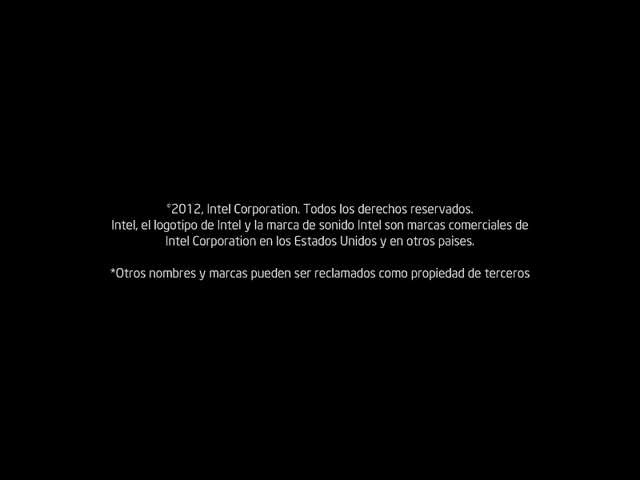 ©2012, Intel Corporation. Todos los derechos reservados.
Intel, el logotipo de Intel y la marca de sonido Intel son marcas comerciales de
Intel Corporation en los Estados Unidos y en otros paises.
*Otros nombres y marcas pueden ser reclamados como propiedad de terceros